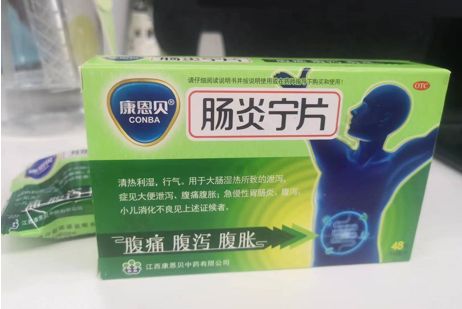 请仔细阅读说明书并按说明使用或在药师指导下购买和使用!
康恩贝®
CONBA
肠炎宁片
OTC
清热利湿,行气。用于大肠湿热所致的泄泻,
症见大便泄泻、腹痛腹胀;急慢性胃肠炎、腹泻、
小儿消化不良见上述证候者。
腹痛 腹泻 腹胀
48
江西康恩贝中药有限公司